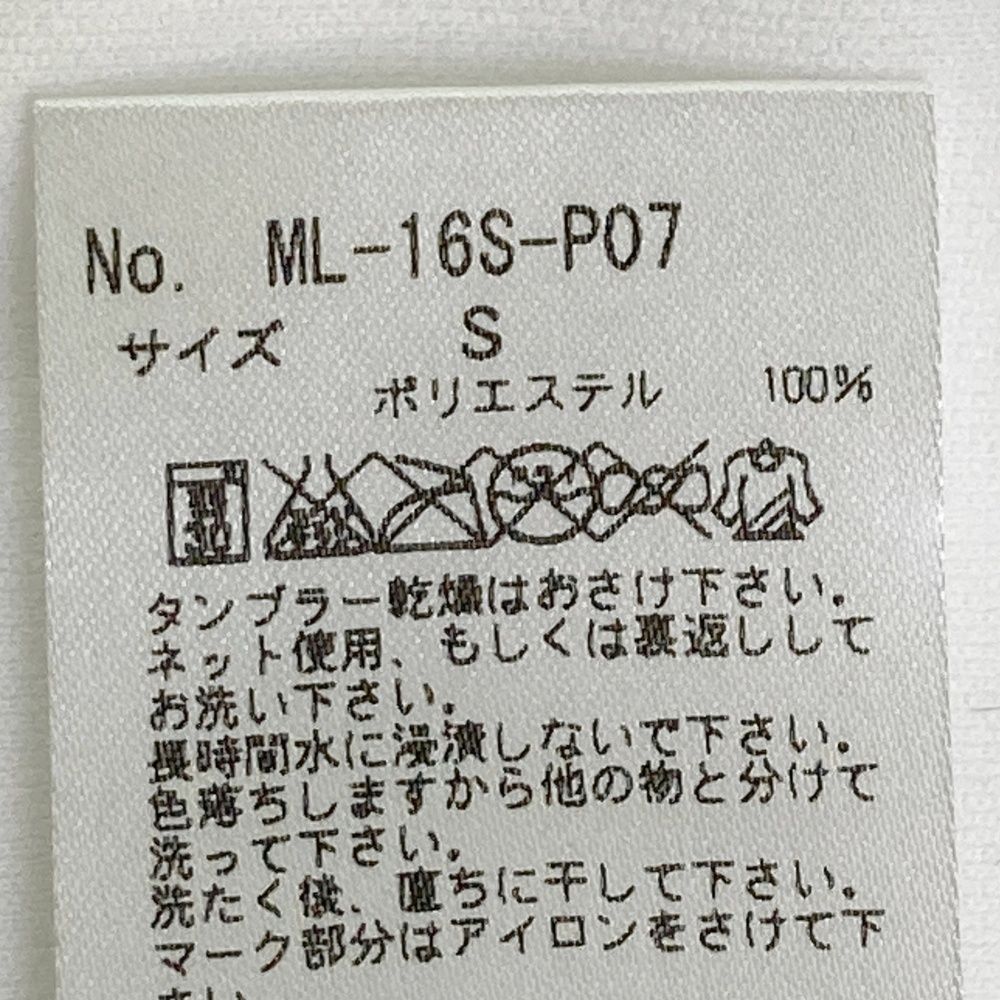 No. ML-16S-P07
サイズ S
ポリエステル 100%
タンブラー乾燥はおさけ下さい。
ネット使用、もしくは裏返しして
お洗い下さい。
長時間水に浸漬しないで下さい。
色落ちしますから他の物と分けて
洗って下さい。
洗たく後、直ちに干して下さい。
マーク部分はアイロンをさけて下
さい。